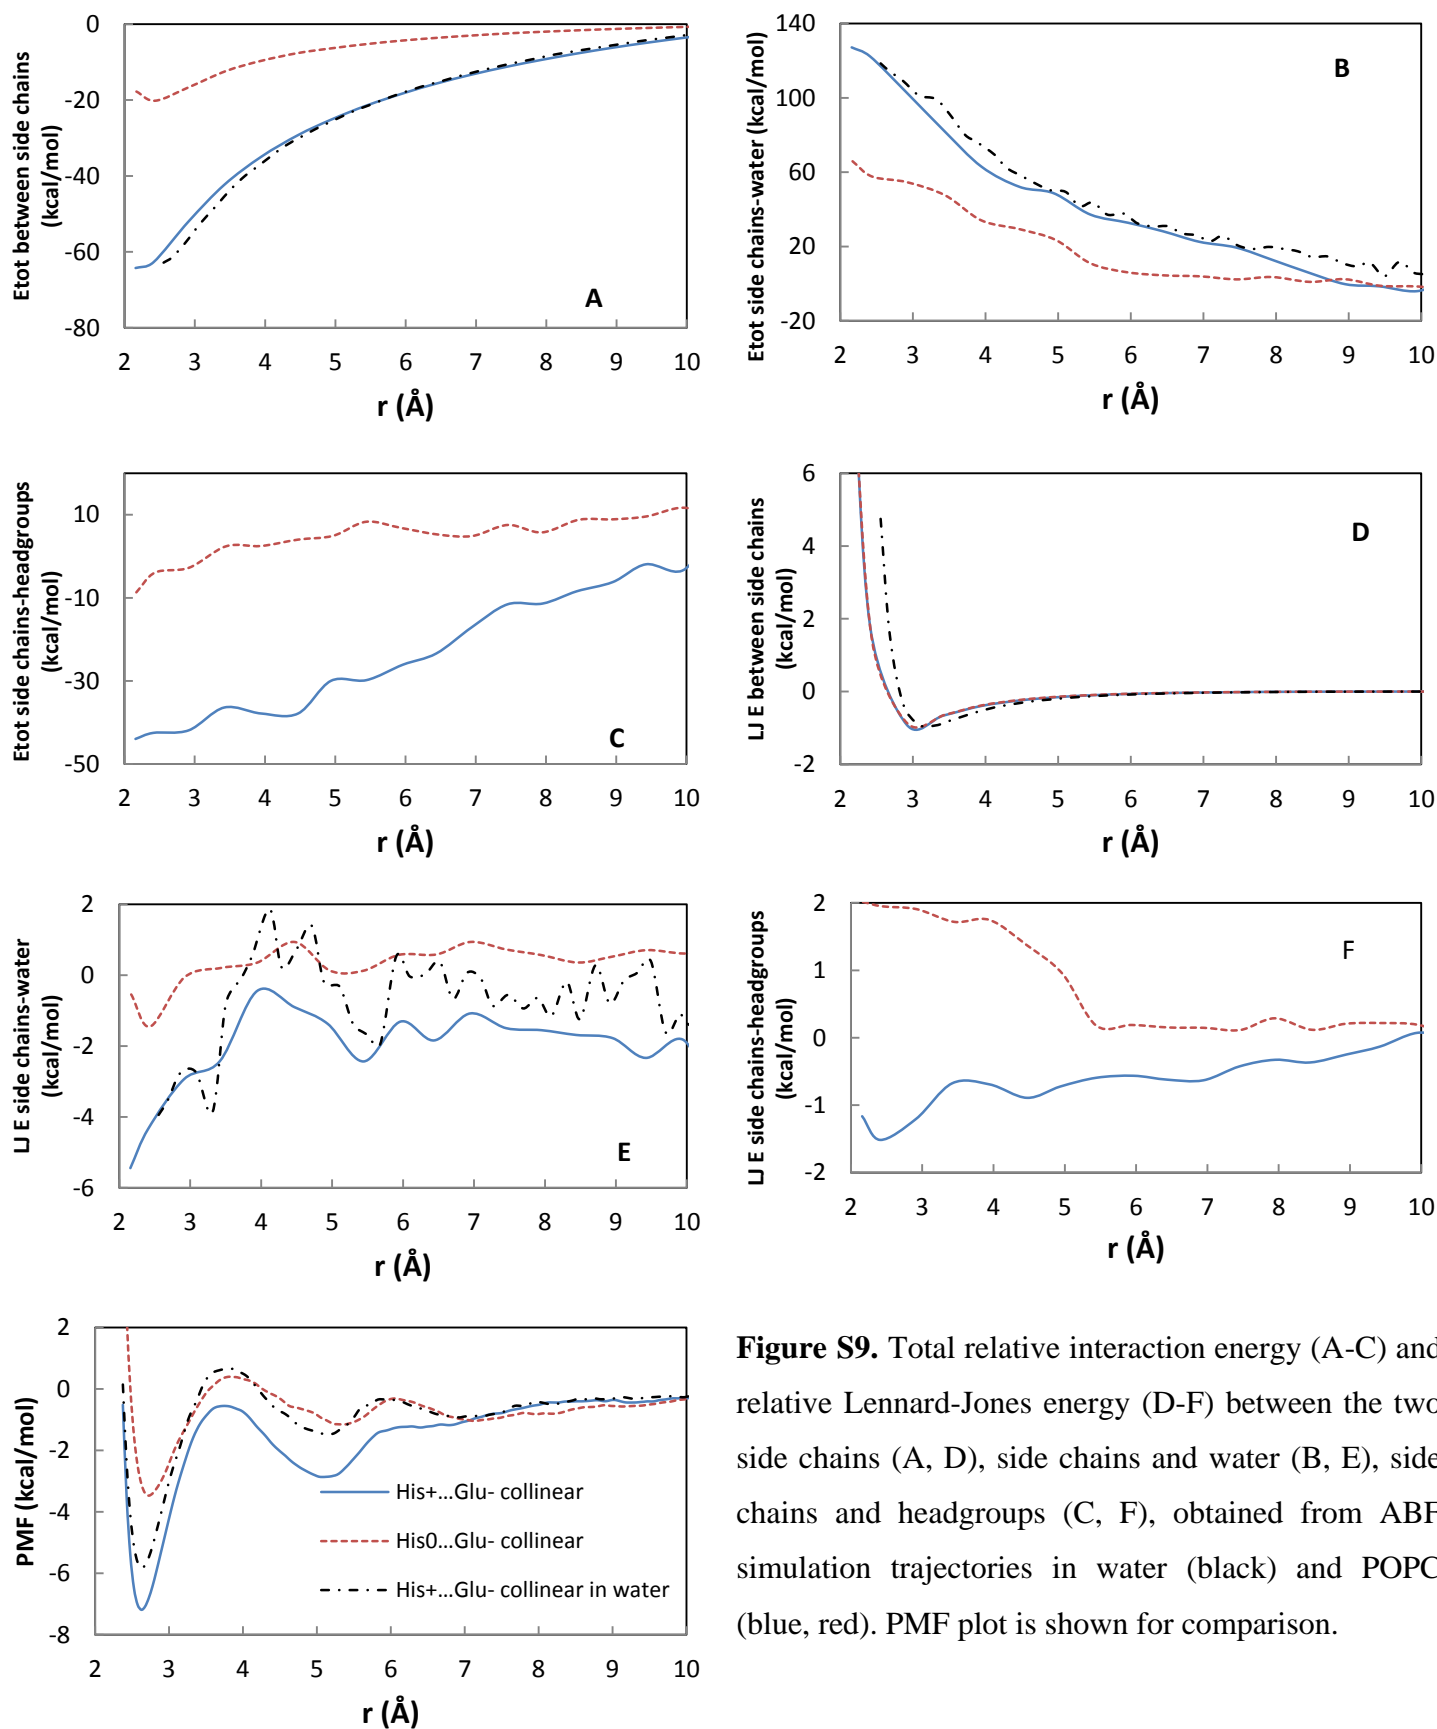 Etot between side chains
(kcal/mol)
0
-20
-40
-60
-80
A
2 3 4 5 6 7 8 9 10
r (Å)
Etot side chains-water (kcal/mol)
140
100
60
20
-20
B
2 3 4 5 6 7 8 9 10
r (Å)
Etot side chains-headgroups
(kcal/mol)
10
-10
-30
-50
C
2 3 4 5 6 7 8 9 10
r (Å)
LJ E between side chains
(kcal/mol)
6
4
2
0
-2
D
2 3 4 5 6 7 8 9 10
r (Å)
LJ E side chains-water
(kcal/mol)
2
0
-2
-4
-6
E
2 3 4 5 6 7 8 9 10
r (Å)
LJ E side chains-headgroups
(kcal/mol)
2
1
0
-1
-2
F
2 3 4 5 6 7 8 9 10
r (Å)
PMF (kcal/mol)
2
0
-2
-4
-6
-8
His+...Glu- collinear
His0...Glu- collinear
His+...Glu- collinear in water
2 3 4 5 6 7 8 9 10
r (Å)
Figure S9. Total relative interaction energy (A-C) and
relative Lennard-Jones energy (D-F) between the two
side chains (A, D), side chains and water (B, E), side
chains and headgroups (C, F), obtained from ABF
simulation trajectories in water (black) and POPC
(blue, red). PMF plot is shown for comparison.